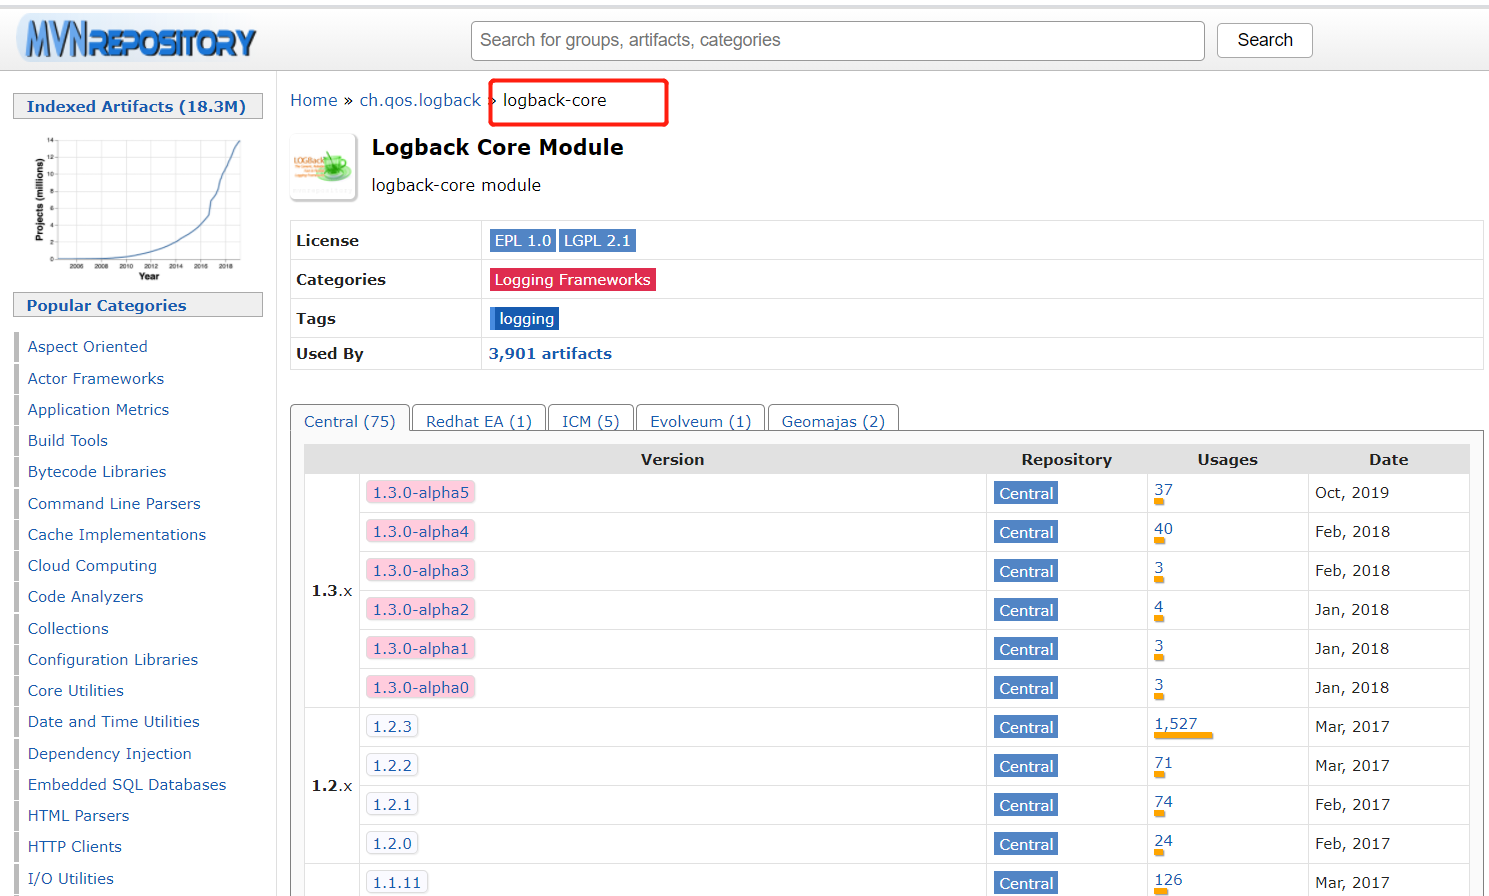 MVNREPOSITORY
Search for groups, artifacts, categories
Search
Indexed Artifacts (18.3M)
Projects (millions)
14
12
10
8
6
4
2
0
2006 2008 2010 2012 2014 2016 2018
Year
Popular Categories
Aspect Oriented
Actor Frameworks
Application Metrics
Build Tools
Bytecode Libraries
Command Line Parsers
Cache Implementations
Cloud Computing
Code Analyzers
Collections
Configuration Libraries
Core Utilities
Date and Time Utilities
Dependency Injection
Embedded SQL Databases
HTML Parsers
HTTP Clients
I/O Utilities
Home » ch.qos.logback » logback-core
LOGBack
Logback Core Module
logback-core module
License EPL 1.0 LGPL 2.1
Categories Logging Frameworks
Tags logging
Used By 3,901 artifacts
Central (75) Redhat EA (1) ICM (5) Evolveum (1) Geomajas (2)
Version Repository Usages Date
1.3.x
1.3.0-alpha5 Central 37 Oct, 2019
1.3.0-alpha4 Central 40 Feb, 2018
1.3.0-alpha3 Central 3 Feb, 2018
1.3.0-alpha2 Central 4 Jan, 2018
1.3.0-alpha1 Central 3 Jan, 2018
1.3.0-alpha0 Central 3 Jan, 2018
1.2.x
1.2.3 Central 1,527 Mar, 2017
1.2.2 Central 71 Mar, 2017
1.2.1 Central 74 Feb, 2017
1.2.0 Central 24 Feb, 2017
1.1.11 Central 126 Mar, 2017